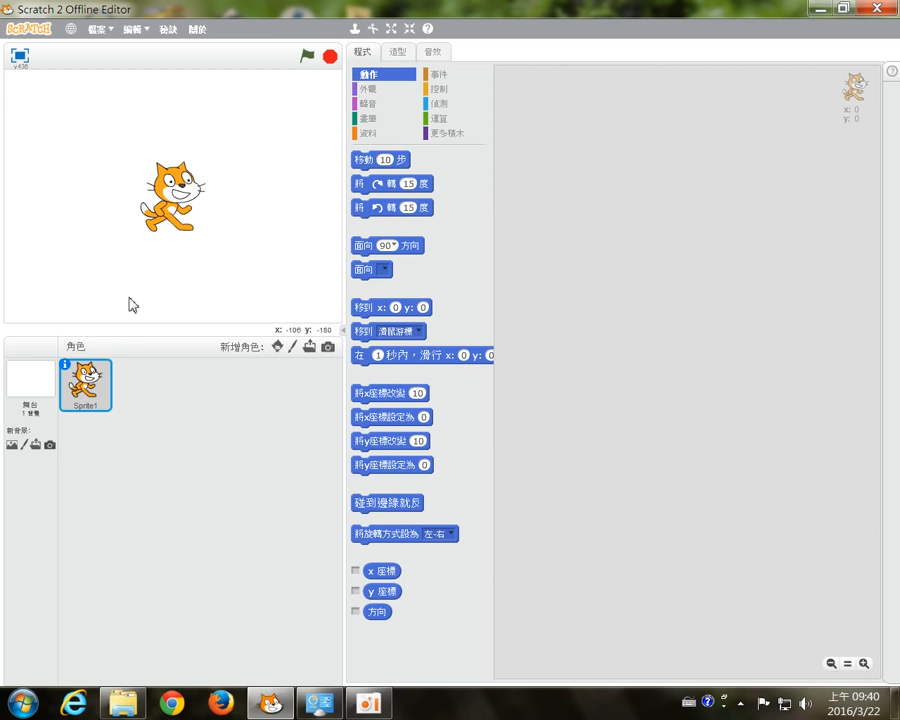 Scratch 2 Offline Editor
SCRATCH 檔案 編輯 秘訣 關於
v438
程式 造型 音效
動作 事件
外觀 控制
聲音 偵測
畫筆 運算
資料 更多積木
移動 10 步
將 轉 15 度
將 轉 15 度
面向 90 方向
面向
移到 x: 0 y: 0
移到 滑鼠游標
在 1 秒內，滑行 x: 0 y: 0
將x座標改變 10
將x座標設定為 0
將y座標改變 10
將y座標設定為 0
碰到邊緣就反
將旋轉方式設為 左-右
x 座標
y 座標
方向
x: 0
y: 0
x: -106 y: -180
角色 新增角色:
Sprite1
舞台
1 背景
新背景:
上午 09:40
2016/3/22